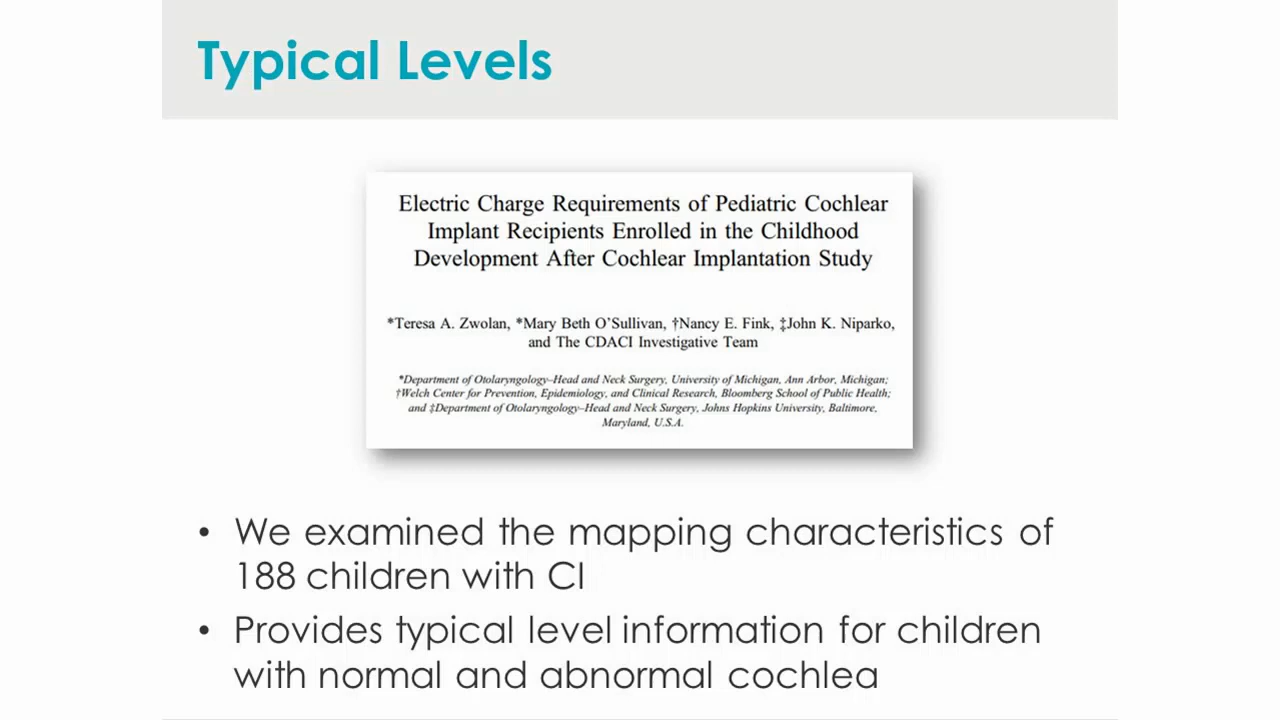 Typical Levels
Electric Charge Requirements of Pediatric Cochlear
Implant Recipients Enrolled in the Childhood
Development After Cochlear Implantation Study
*Teresa A. Zwolan, *Mary Beth O’Sullivan, †Nancy E. Fink, ‡John K. Niparko,
and The CDACI Investigative Team
*Department of Otolaryngology–Head and Neck Surgery, University of Michigan, Ann Arbor, Michigan;
†Welch Center for Prevention, Epidemiology, and Clinical Research, Bloomberg School of Public Health;
and ‡Department of Otolaryngology–Head and Neck Surgery, Johns Hopkins University, Baltimore,
Maryland, U.S.A.
• We examined the mapping characteristics of
188 children with CI
• Provides typical level information for children
with normal and abnormal cochlea